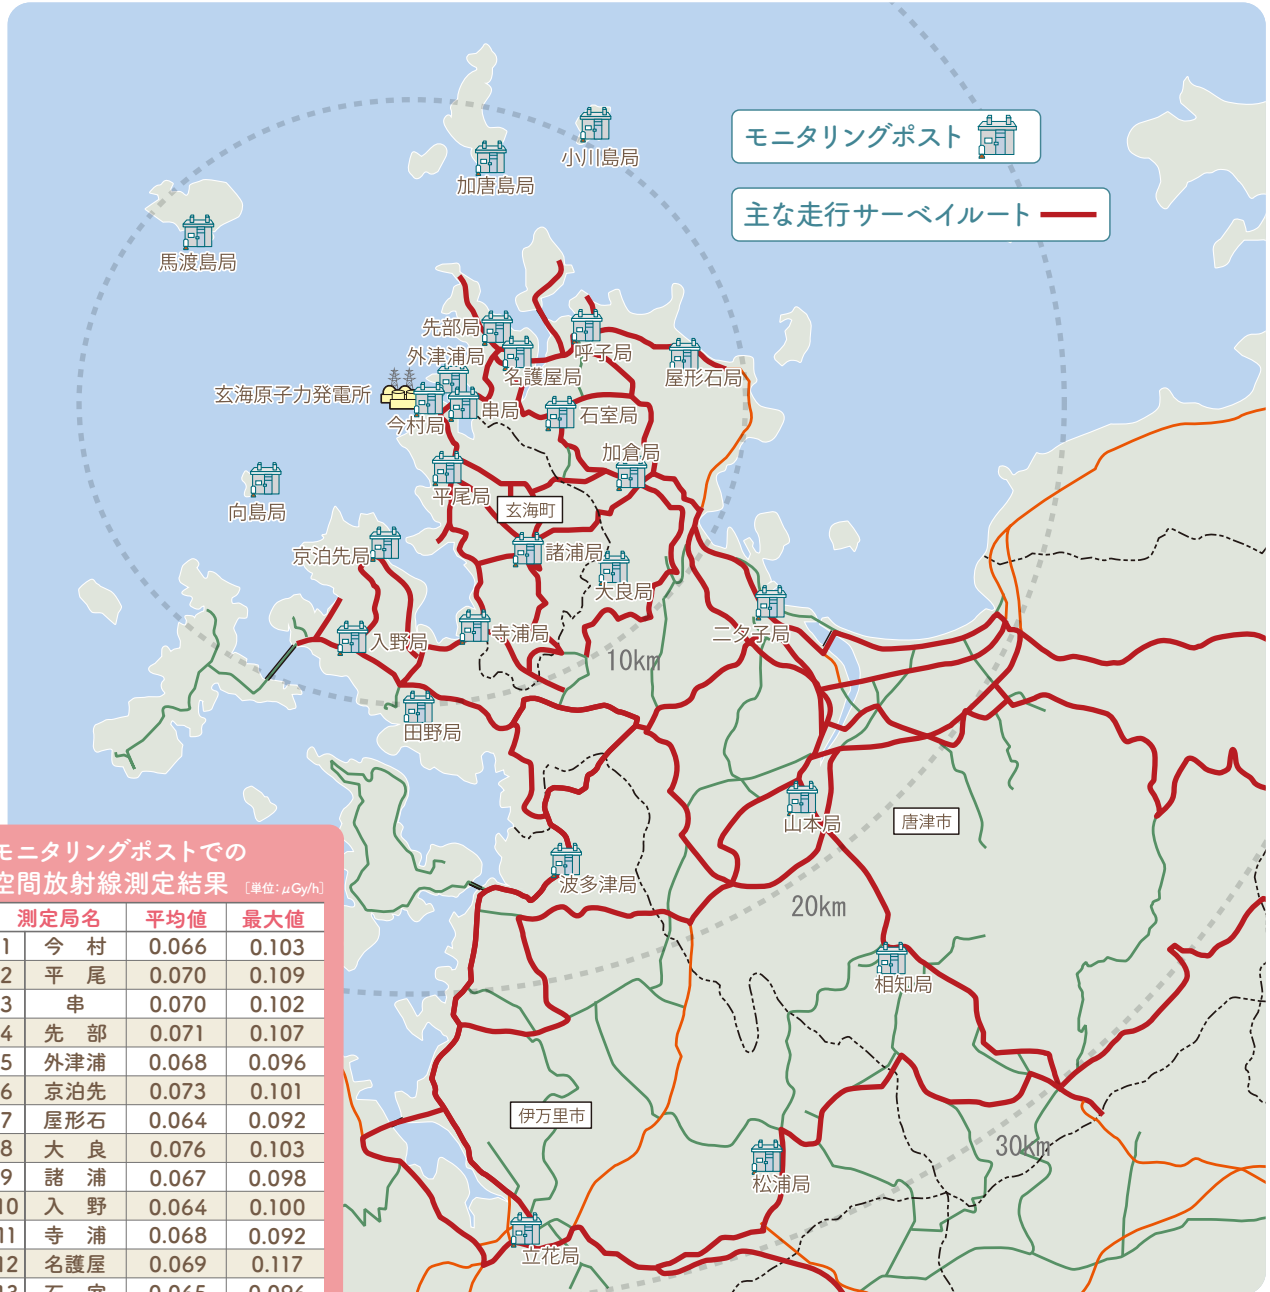 モニタリングポスト
主な走行サーベイルート
小川島局
加唐島局
馬渡島局
先部局
外津浦局
名護屋局
呼子局
屋形石局
玄海原子力発電所
今村局
串局
石室局
加倉局
平尾局
玄海町
向島局
京泊先局
諸浦局
大良局
入野局
寺浦局
二タ子局
10km
田野局
山本局
唐津市
波多津局
20km
相知局
伊万里市
30km
松浦局
立花局
モニタリングポストでの
空間放射線測定結果 [単位:μGy/h]
測定局名 平均値 最大値
1 今 村 0.066 0.103
2 平 尾 0.070 0.109
3 串 0.070 0.102
4 先 部 0.071 0.107
5 外津浦 0.068 0.096
6 京泊先 0.073 0.101
7 屋形石 0.064 0.092
8 大 良 0.076 0.103
9 諸 浦 0.067 0.098
10 入 野 0.064 0.100
11 寺 浦 0.068 0.092
12 名護屋 0.069 0.117